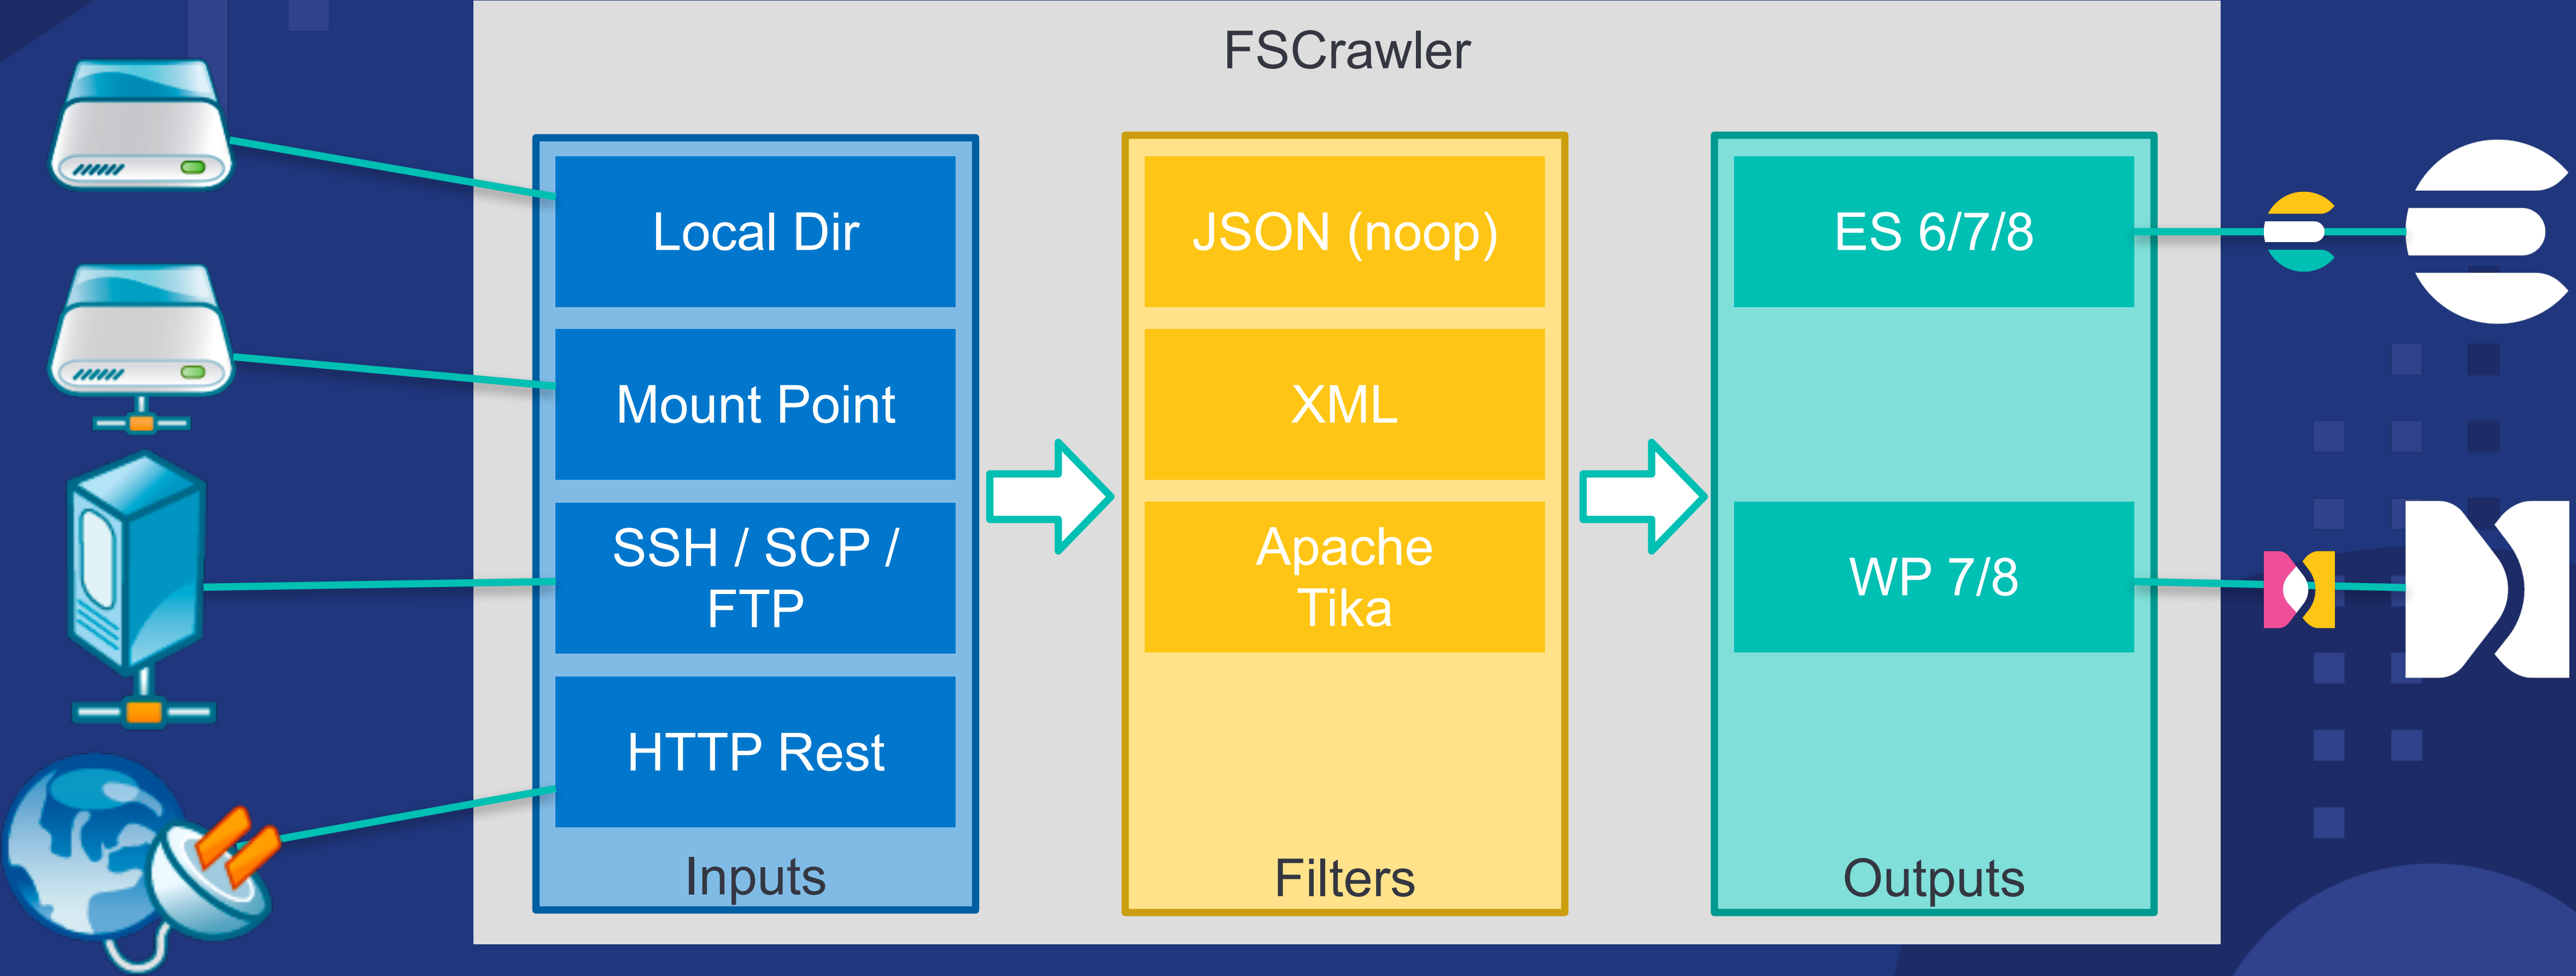 FSCrawler
Local Dir
Mount Point
SSH / SCP /
FTP
HTTP Rest
Inputs
JSON (noop)
XML
Apache
Tika
Filters
ES 6/7/8
WP 7/8
Outputs